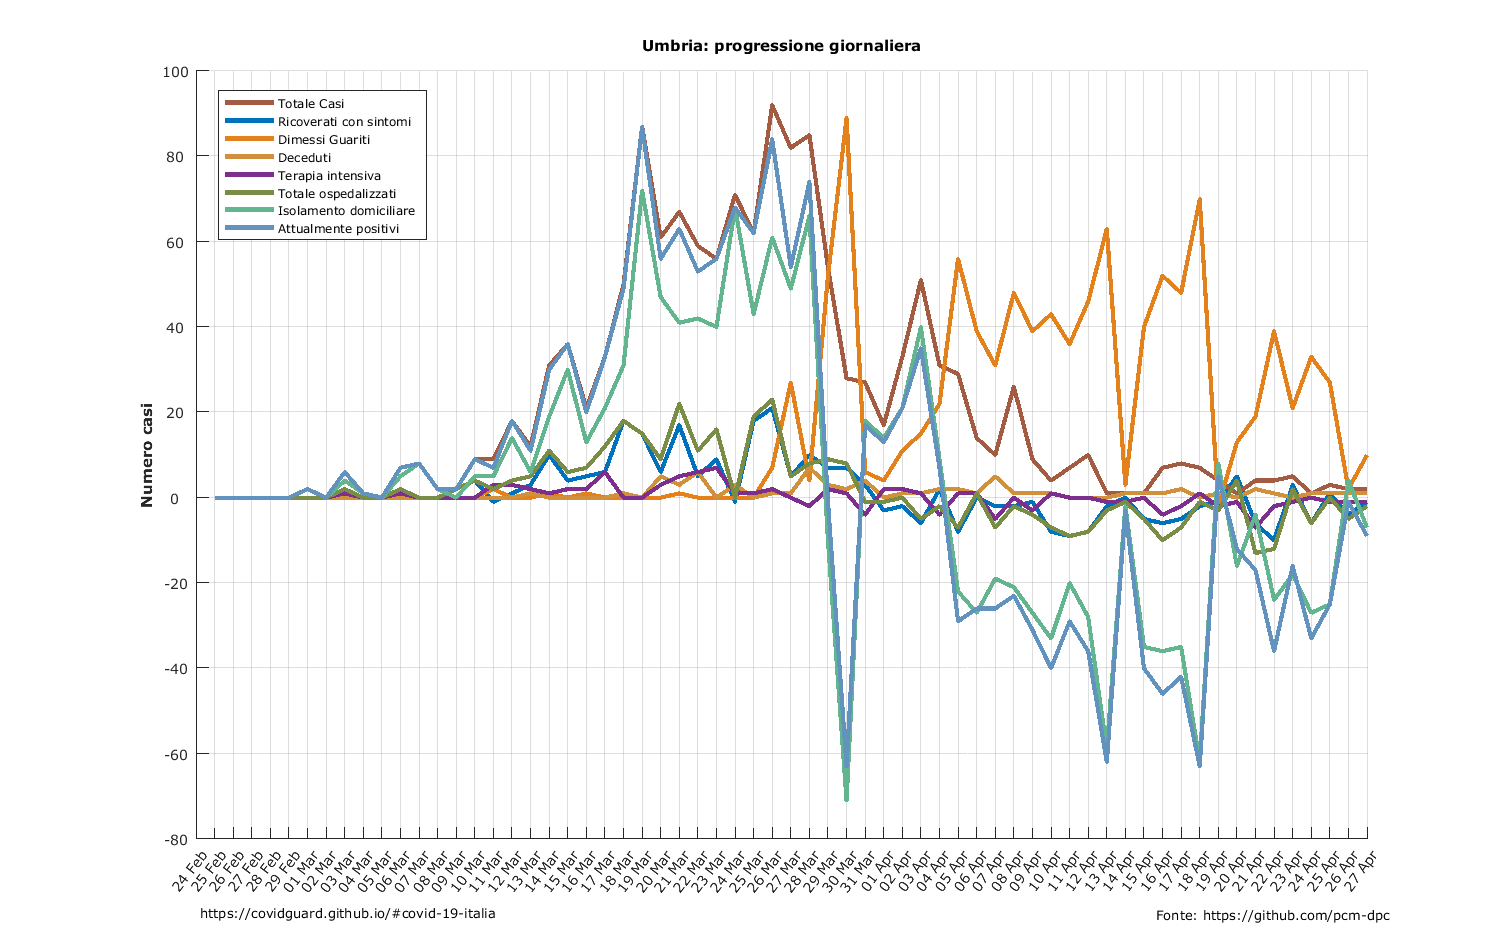 Umbria: progressione giornaliera
Totale Casi
Ricoverati con sintomi
Dimessi Guariti
Deceduti
Terapia intensiva
Totale ospedalizzati
Isolamento domiciliare
Attualmente positivi
Numero casi
100
80
60
40
20
0
-20
-40
-60
-80
24 Feb
25 Feb
26 Feb
27 Feb
28 Feb
29 Feb
01 Mar
02 Mar
03 Mar
04 Mar
05 Mar
06 Mar
07 Mar
08 Mar
09 Mar
10 Mar
11 Mar
12 Mar
13 Mar
14 Mar
15 Mar
16 Mar
17 Mar
18 Mar
19 Mar
20 Mar
21 Mar
22 Mar
23 Mar
24 Mar
25 Mar
26 Mar
27 Mar
28 Mar
29 Mar
30 Mar
31 Mar
01 Apr
02 Apr
03 Apr
04 Apr
05 Apr
06 Apr
07 Apr
08 Apr
09 Apr
10 Apr
11 Apr
12 Apr
13 Apr
14 Apr
15 Apr
16 Apr
17 Apr
18 Apr
19 Apr
20 Apr
21 Apr
22 Apr
23 Apr
24 Apr
25 Apr
26 Apr
27 Apr
https://covidguard.github.io/#covid-19-italia
Fonte: https://github.com/pcm-dpc